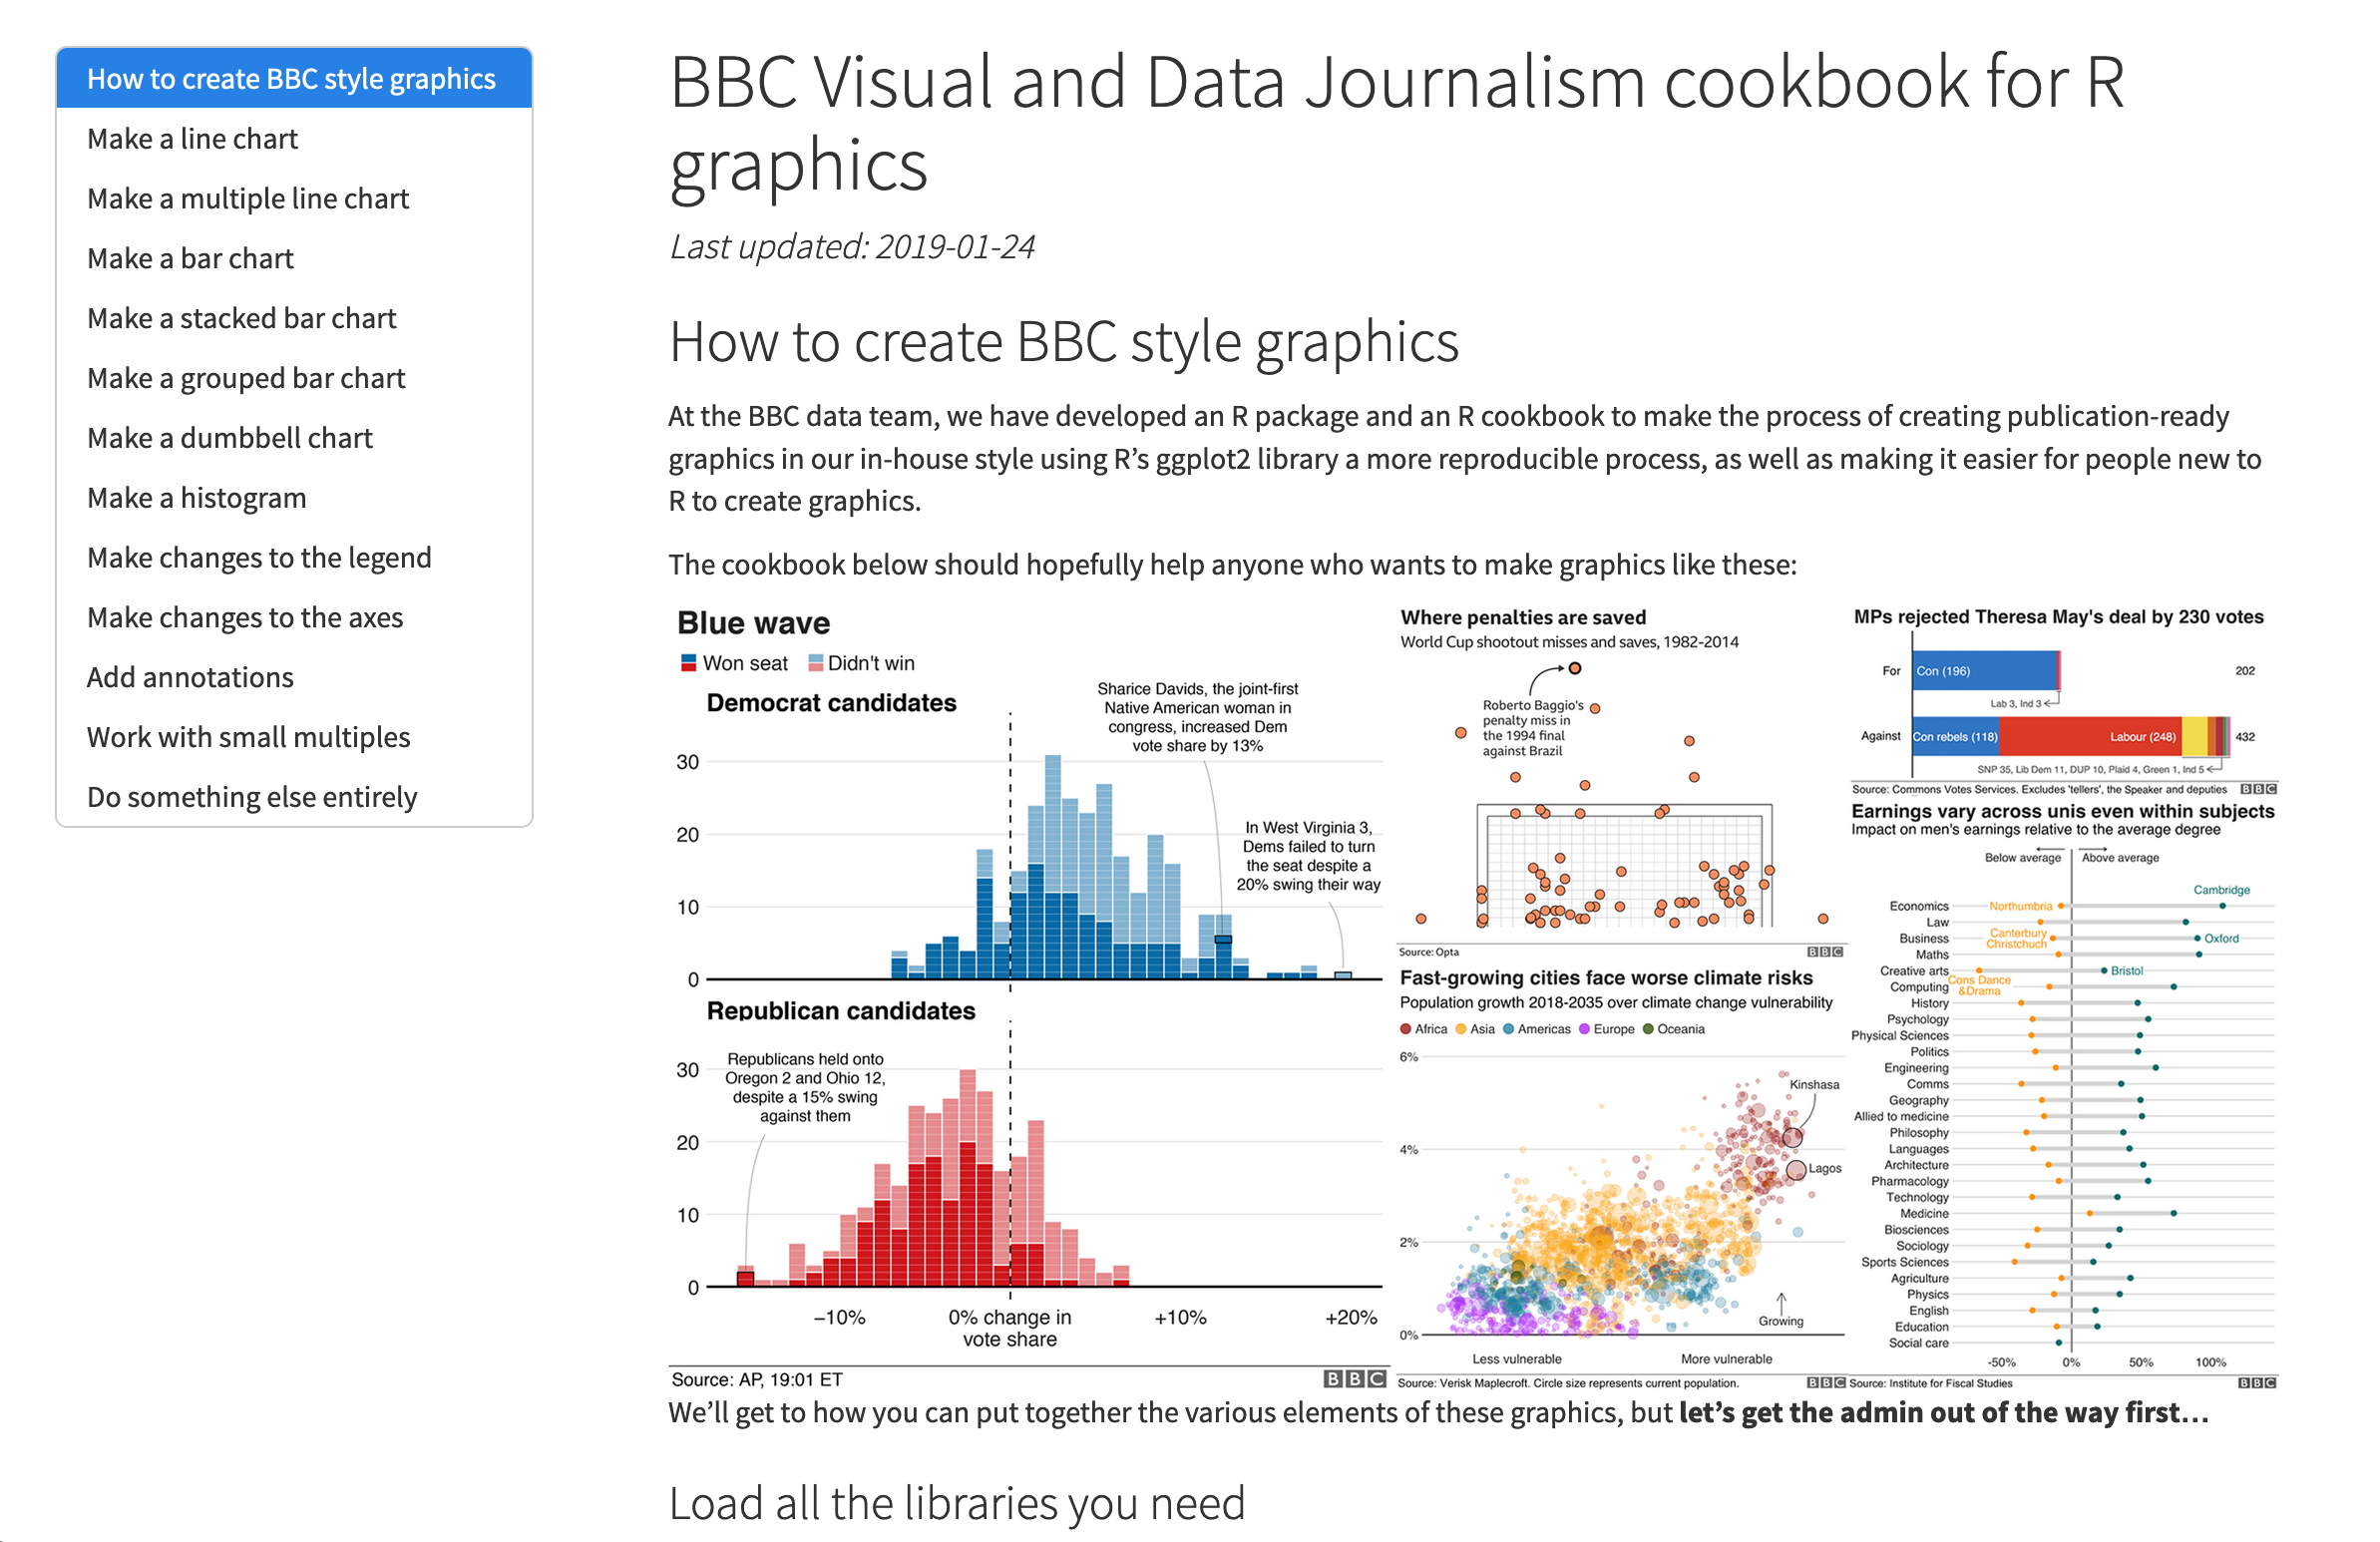 How to create BBC style graphics
Make a line chart
Make a multiple line chart
Make a bar chart
Make a stacked bar chart
Make a grouped bar chart
Make a dumbbell chart
Make a histogram
Make changes to the legend
Make changes to the axes
Add annotations
Work with small multiples
Do something else entirely
BBC Visual and Data Journalism cookbook for R
graphics
Last updated: 2019-01-24
How to create BBC style graphics
At the BBC data team, we have developed an R package and an R cookbook to make the process of creating publication-ready
graphics in our in-house style using R’s ggplot2 library a more reproducible process, as well as making it easier for people new to
R to create graphics.
The cookbook below should hopefully help anyone who wants to make graphics like these:
Blue wave
Won seat Didn't win
Democrat candidates
Sharice Davids, the joint-first
Native American woman in
congress, increased Dem
vote share by 13%
In West Virginia 3,
Dems failed to turn
the seat despite a
20% swing their way
30
20
10
0
Republican candidates
Republicans held onto
Oregon 2 and Ohio 12,
despite a 15% swing
against them
30
20
10
0
−10% 0% change in +10% +20%
vote share
Source: AP, 19:01 ET BBC
Where penalties are saved
World Cup shootout misses and saves, 1982-2014
Roberto Baggio's
penalty miss in
the 1994 final
against Brazil
Source: Opta BBC
Fast-growing cities face worse climate risks
Population growth 2018-2035 over climate change vulnerability
Africa Asia Americas Europe Oceania
6%
Kinshasa
4%
Lagos
2%
Growing
0%
Less vulnerable More vulnerable
Source: Verisk Maplecroft. Circle size represents current population. BBC
MPs rejected Theresa May's deal by 230 votes
For Con (196) 202
Lab 3, Ind 3
Against Con rebels (118) Labour (248) 432
SNP 35, Lib Dem 11, DUP 10, Plaid 4, Green 1, Ind 5
Source: Commons Votes Services. Excludes 'tellers', the Speaker and deputies BBC
Earnings vary across unis even within subjects
Impact on men's earnings relative to the average degree
Below average Above average
Cambridge
Economics Northumbria
Law
Business Canterbury Christchuch Oxford
Maths
Creative arts Bristol
Cons Dance
&Drama
Computing
History
Psychology
Physical Sciences
Politics
Engineering
Comms
Geography
Allied to medicine
Philosophy
Languages
Architecture
Pharmacology
Technology
Medicine
Biosciences
Sociology
Sports Sciences
Agriculture
Physics
English
Education
Social care
-50% 0% 50% 100%
Source: Institute for Fiscal Studies BBC
We’ll get to how you can put together the various elements of these graphics, but let’s get the admin out of the way first…
Load all the libraries you need